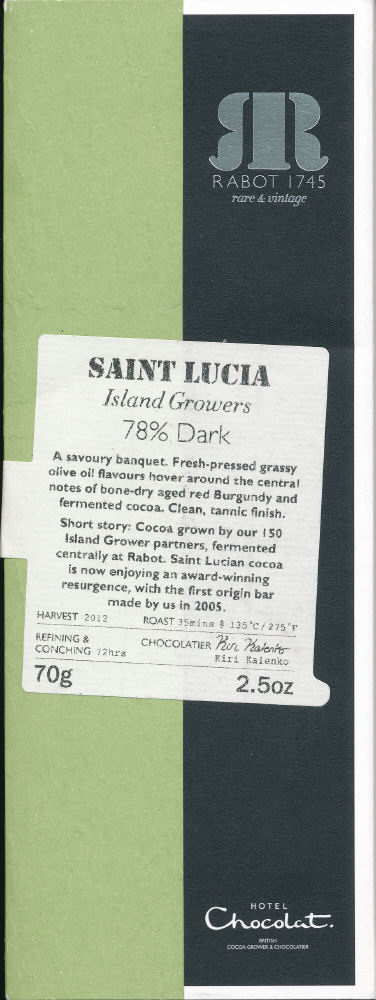 RR
RABOT 1745
rare & vintage
SAINT LUCIA
Island Growers
78% Dark
A savoury banquet. Fresh-pressed grassy
olive oil flavours hover around the central
notes of bone-dry aged red Burgundy and
fermented cocoa. Clean, tannic finish.
Short story: Cocoa grown by our 150
Island Grower partners, fermented
centrally at Rabot. Saint Lucian cocoa
is now enjoying an award-winning
resurgence, with the first origin bar
made by us in 2005.
HARVEST 2012 ROAST 35mins @ 135°C/275°F
REFINING &
CONCHING 72hrs
CHOCOLATIER Kiri Kalenko
Kiri Kalenko
70g 2.5oz
HOTEL
Chocolat.
BRITISH
COCOA GROWER & CHOCOLATIER